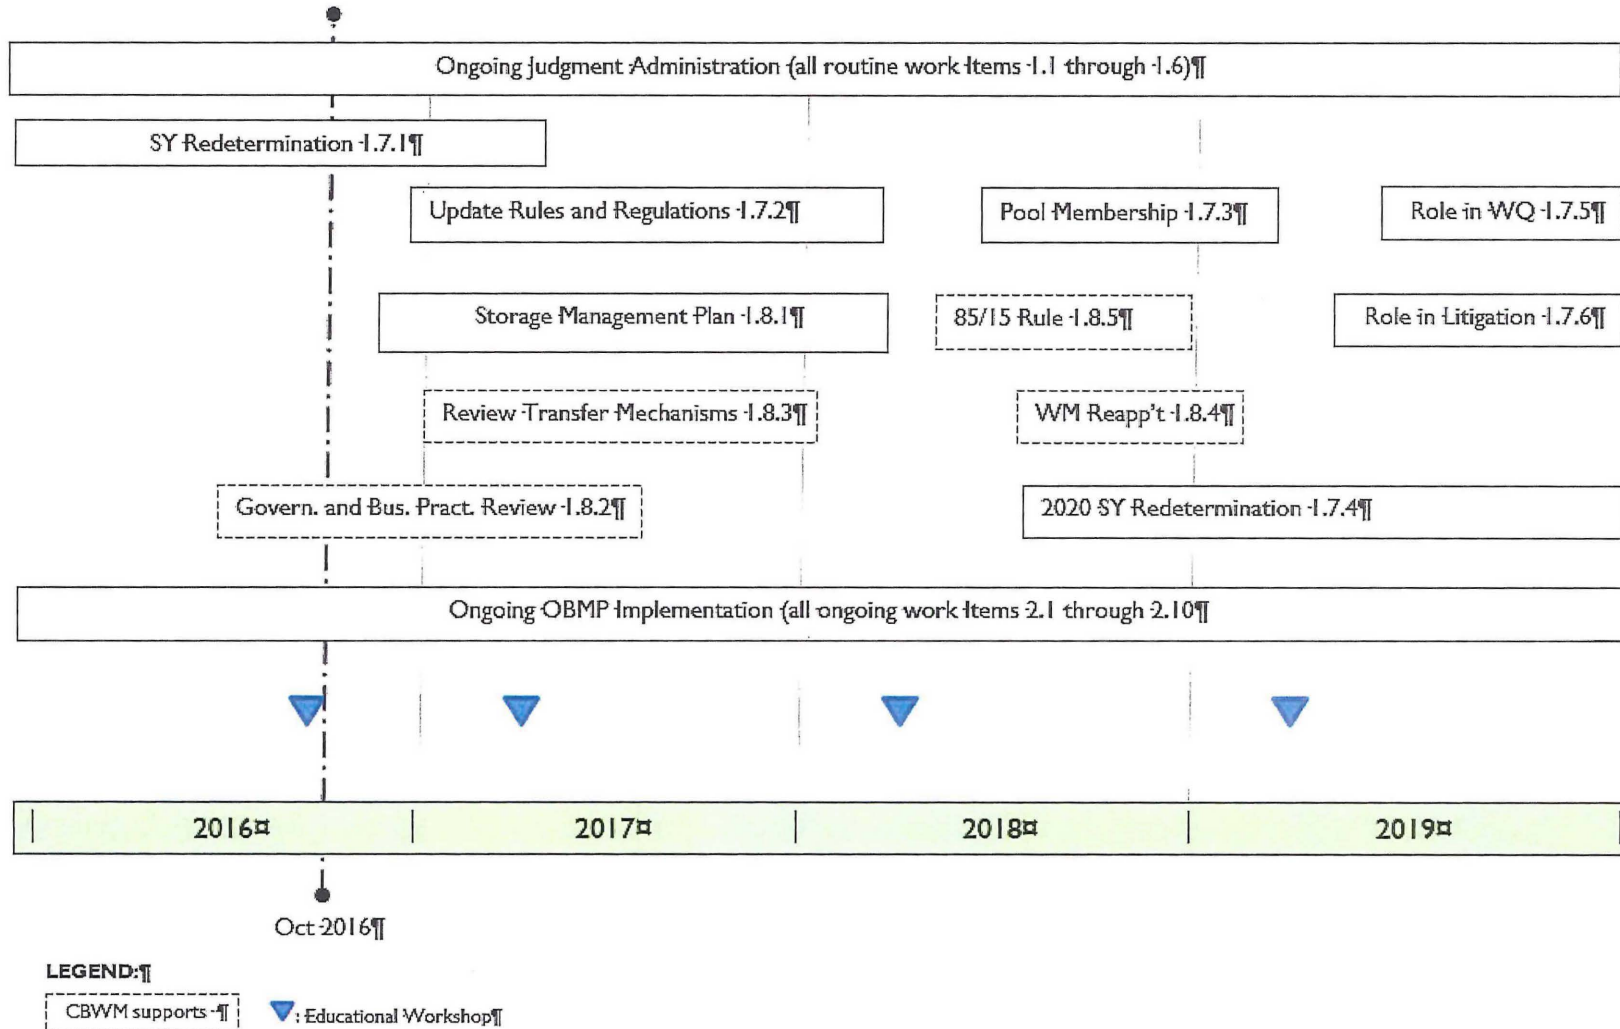 Ongoing Judgment Administration (all routine work Items 1.1 through 1.6)¶
SY Redetermination 1.7.1¶
Update Rules and Regulations 1.7.2¶
Pool Membership 1.7.3¶
Role in WQ 1.7.5¶
Storage Management Plan 1.8.1¶
85/15 Rule 1.8.5¶
Role in Litigation 1.7.6¶
Review Transfer Mechanisms 1.8.3¶
WM Reapp't 1.8.4¶
Govern. and Bus. Pract. Review 1.8.2¶
2020 SY Redetermination 1.7.4¶
Ongoing OBMP Implementation (all ongoing work Items 2.1 through 2.10¶
2016¤ 2017¤ 2018¤ 2019¤
Oct 2016¶
LEGEND:¶
CBWM supports ¶
: Educational Workshop¶